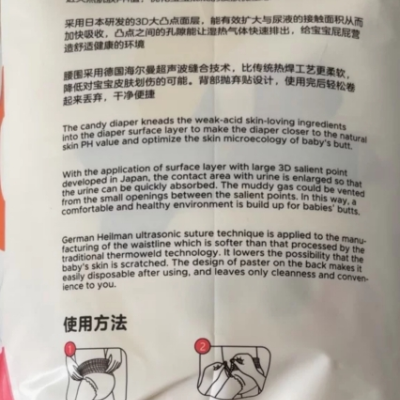 采用日本研发的3D大凸点面层，能有效扩大与尿液的接触面积从而
加快吸收，凸点之间的孔隙能让湿热气体快速排出，给宝宝屁屁营
造舒适健康的环境
腰围采用德国海尔曼超声波缝合技术，比传统热焊工艺更柔软，
降低对宝宝皮肤划伤的可能。背部抛弃贴设计，使用完后轻松卷
起来丢弃，干净便捷
The candy diaper kneads the weak-acid skin-loving ingredients
into the diaper surface layer to make the diaper closer to the natural
skin PH value and optimize the skin microecology of baby's butt.
With the application of surface layer with large 3D salient point
developed in Japan, the contact area with urine is enlarged so that
the urine can be quickly absorbed. The muddy gas could be vented
from the small openings between the salient points. In this way, a
comfortable and healthy environment is build up for babies' butts.
German Heilman ultrasonic suture technique is applied to the manu-
facturing of the waistline which is softer than that processed by the
traditional thermoweld technology. It lowers the possibility that the
baby's skin is scratched. The design of paster on the back makes it
easily disposable after using, and leaves only cleanness and conven-
ience to you.
使用方法
1 2